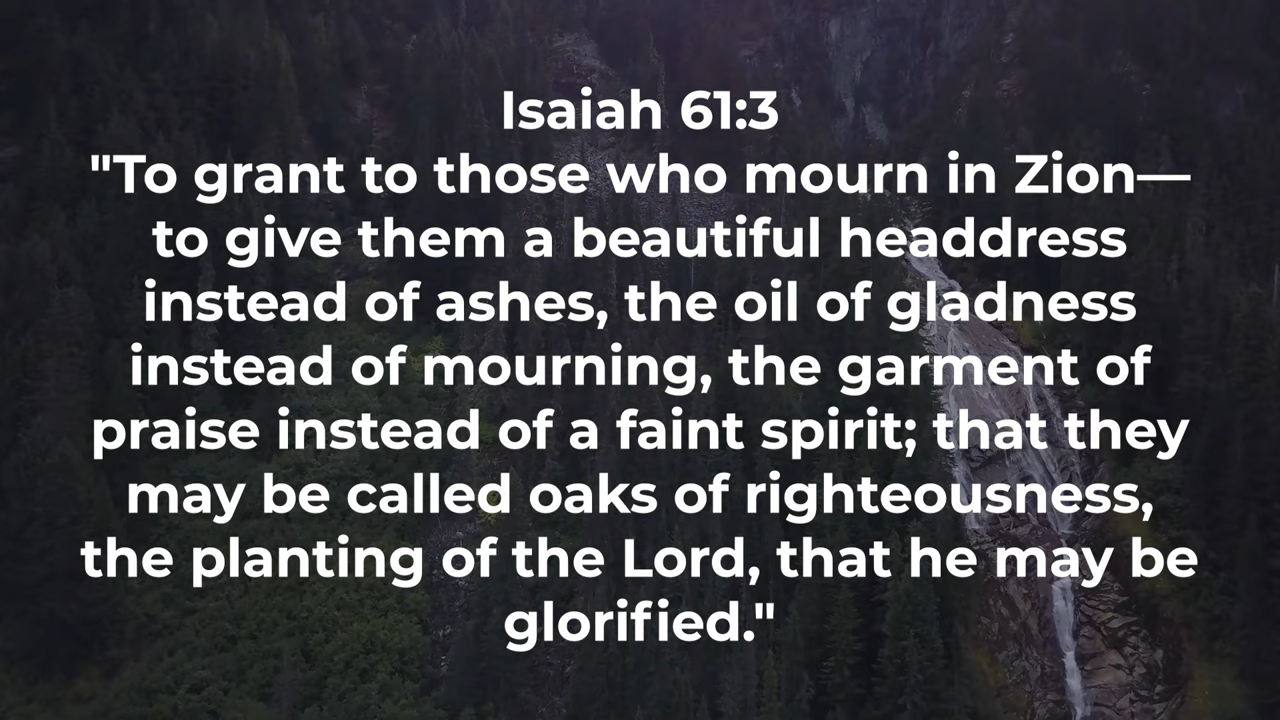 Isaiah 61:3
"To grant to those who mourn in Zion—
to give them a beautiful headdress
instead of ashes, the oil of gladness
instead of mourning, the garment of
praise instead of a faint spirit; that they
may be called oaks of righteousness,
the planting of the Lord, that he may be
glorified."